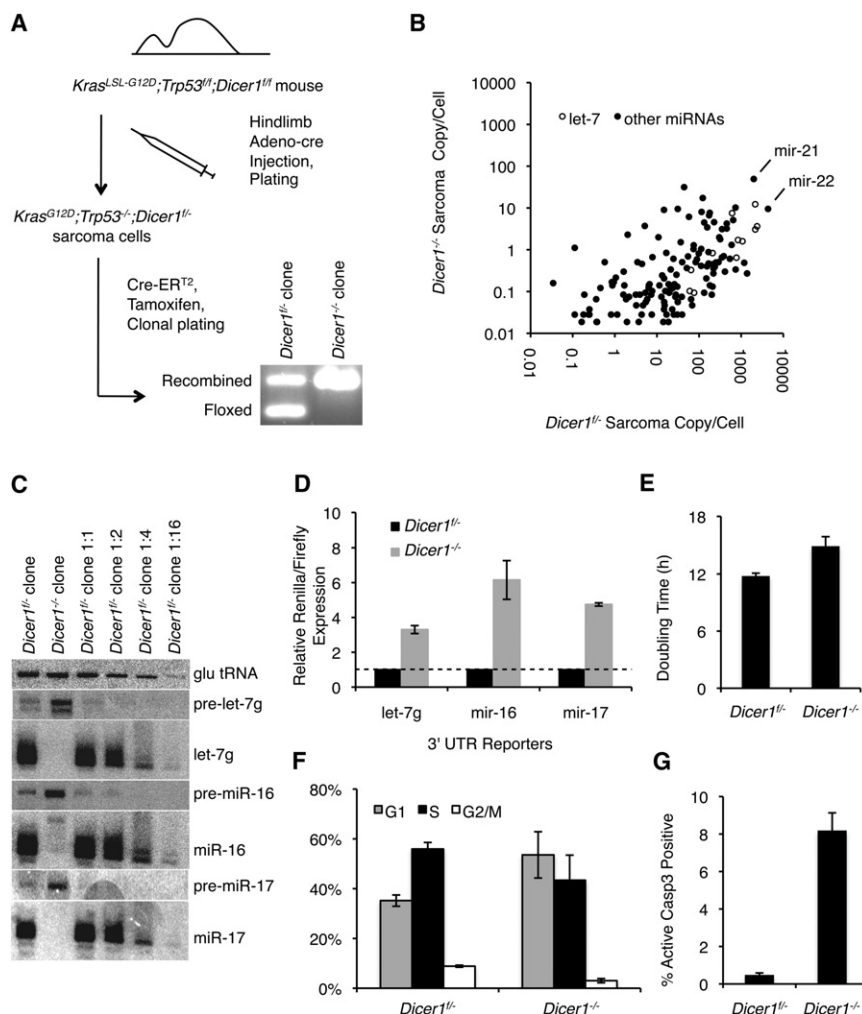 A
Kras^LSL-G12D;Trp53^f/f;Dicer1^f/f mouse
Hindlimb
Adeno-cre
Injection,
Plating
Kras^G12D;Trp53^-/-;Dicer1^f/-
sarcoma cells
Cre-ER^T2,
Tamoxifen,
Clonal plating
Dicer1^f/- clone
Dicer1^-/- clone
Recombined
Floxed
B
Dicer1^-/- Sarcoma Copy/Cell
10000
1000
100
10
1
0.1
0.01
let-7
other miRNAs
mir-21
mir-22
0.01
0.1
1
10
100
1000
10000
Dicer1^f/- Sarcoma Copy/Cell
C
Dicer1^f/- clone
Dicer1^-/- clone
Dicer1^f/- clone 1:1
Dicer1^f/- clone 1:2
Dicer1^f/- clone 1:4
Dicer1^f/- clone 1:16
glu tRNA
pre-let-7g
let-7g
pre-miR-16
miR-16
pre-miR-17
miR-17
D
Relative Renilla/Firefly
Expression
10
8
6
4
2
0
Dicer1^f/-
Dicer1^-/-
let-7g
mir-16
mir-17
3' UTR Reporters
E
Doubling Time (h)
18
12
6
0
Dicer1^f/-
Dicer1^-/-
F
80%
60%
40%
20%
0%
G1
S
G2/M
Dicer1^f/-
Dicer1^-/-
G
% Active Casp3 Positive
10
8
6
4
2
0
Dicer1^f/-
Dicer1^-/-